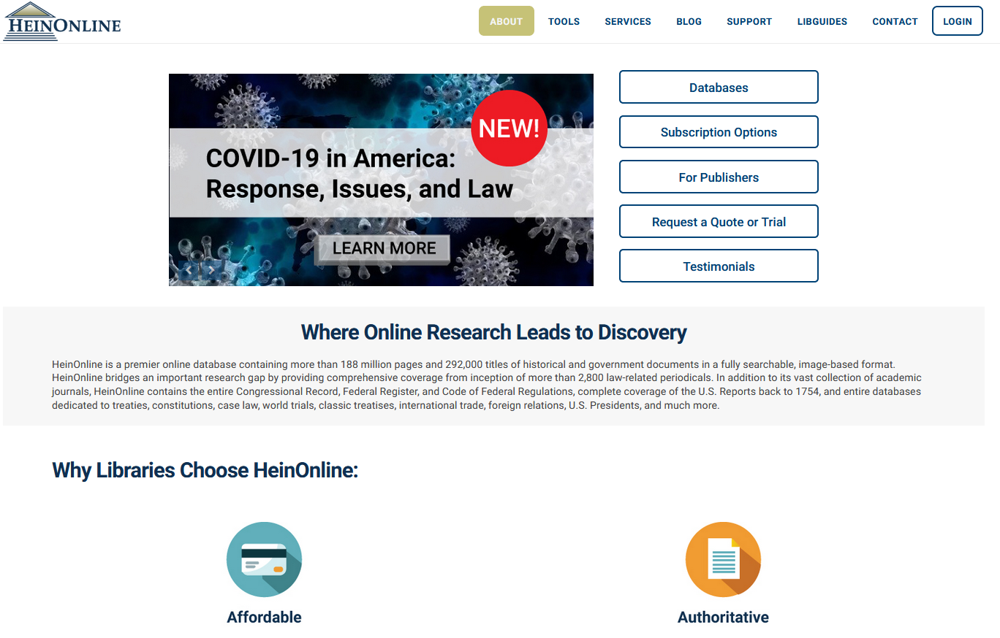 HEINONLINE
ABOUT
TOOLS
SERVICES
BLOG
SUPPORT
LIBGUIDES
CONTACT
LOGIN
NEW!
COVID-19 in America:
Response, Issues, and Law
LEARN MORE
Databases
Subscription Options
For Publishers
Request a Quote or Trial
Testimonials
Where Online Research Leads to Discovery
HeinOnline is a premier online database containing more than 188 million pages and 292,000 titles of historical and government documents in a fully searchable, image-based format.
HeinOnline bridges an important research gap by providing comprehensive coverage from inception of more than 2,800 law-related periodicals. In addition to its vast collection of academic
journals, HeinOnline contains the entire Congressional Record, Federal Register, and Code of Federal Regulations, complete coverage of the U.S. Reports back to 1754, and entire databases
dedicated to treaties, constitutions, case law, world trials, classic treatises, international trade, foreign relations, U.S. Presidents, and much more.
Why Libraries Choose HeinOnline:
Affordable
Authoritative